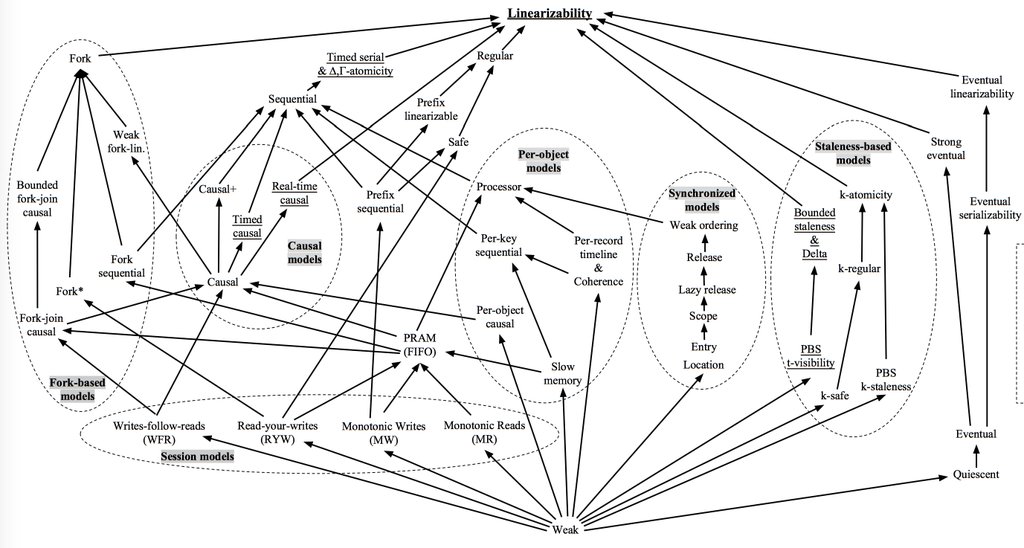 Linearizability
Fork
Timed serial
& Δ,Γ-atomicity
Regular
Sequential
Prefix
linearizable
Eventual
linearizability
Weak
fork-lin.
Safe
Strong
eventual
Staleness-based
models
Per-object
models
Bounded
fork-join
causal
Causal+
Real-time
causal
Prefix
sequential
Processor
Synchronized
models
k-atomicity
Timed
causal
Bounded
staleness
&
Delta
Eventual
serializability
Weak ordering
Causal
models
Per-key
sequential
Per-record
timeline
&
Coherence
Release
Fork
sequential
k-regular
Fork*
Causal
Lazy release
Fork-join
causal
Per-object
causal
Scope
PRAM
(FIFO)
Entry
PBS
t-visibility
Location
Slow
memory
PBS
k-staleness
Fork-based
models
k-safe
Writes-follow-reads
(WFR)
Read-your-writes
(RYW)
Monotonic Writes
(MW)
Monotonic Reads
(MR)
Eventual
Session models
Quiescent
Weak